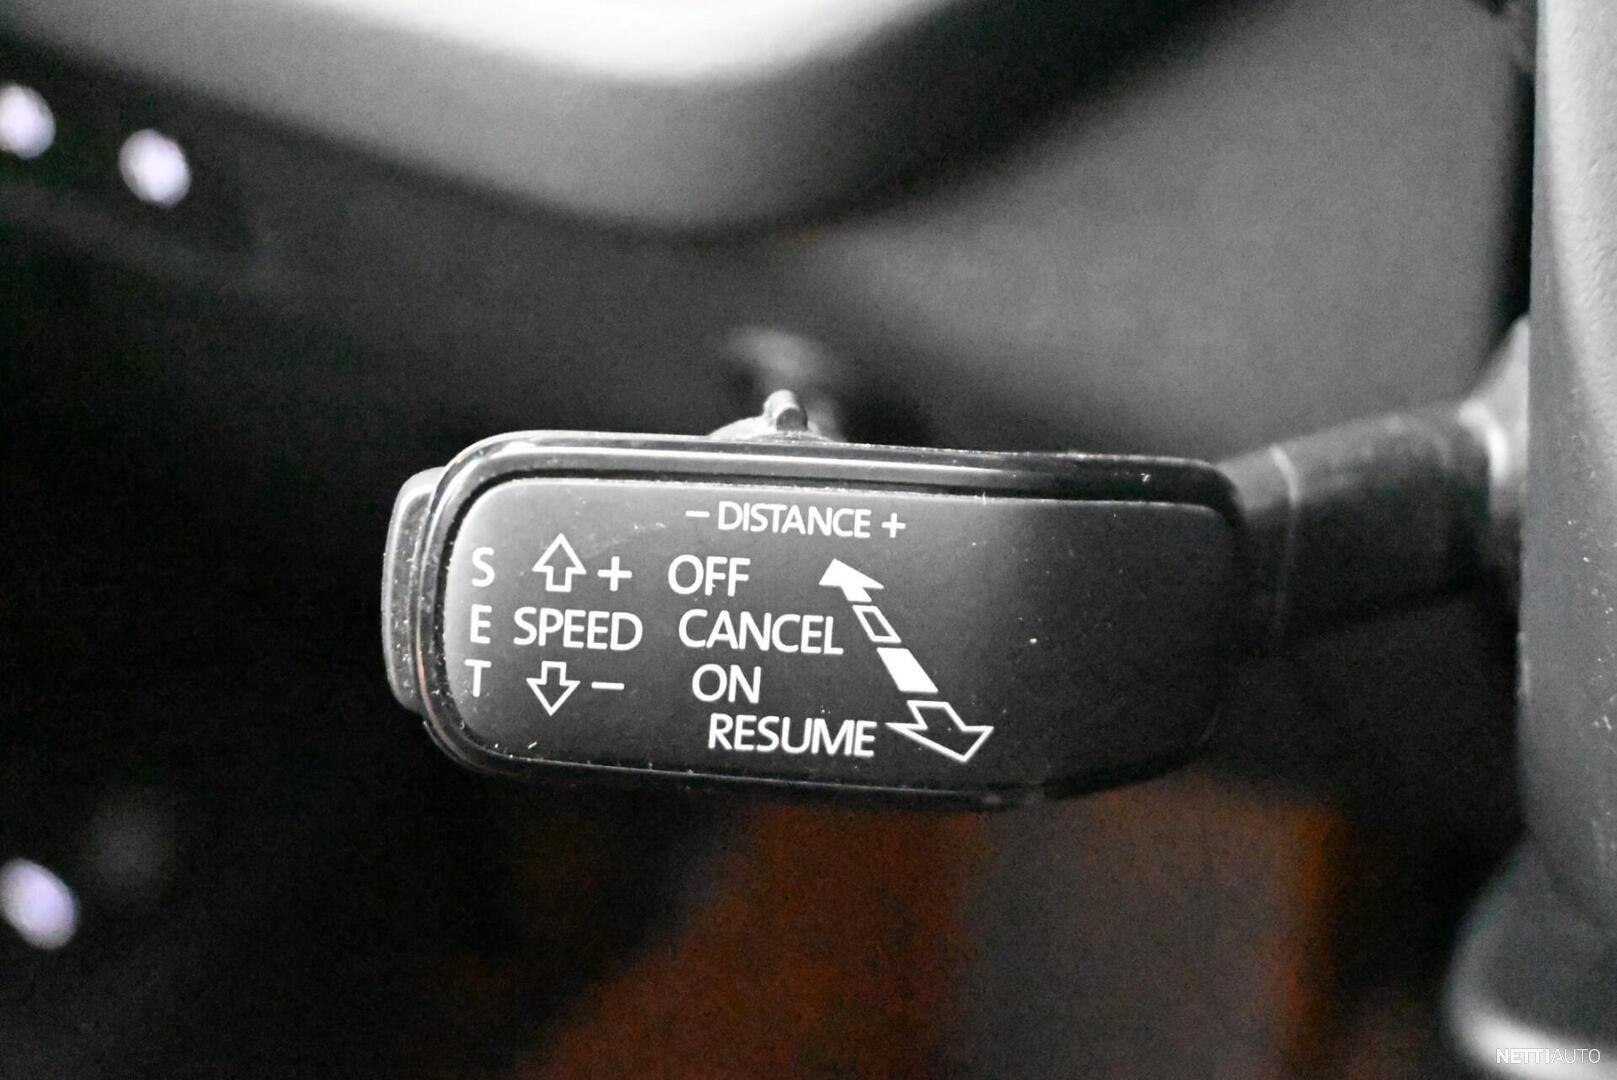 - DISTANCE +
S + OFF
E SPEED CANCEL
T - ON
RESUME
NETTIAUTO